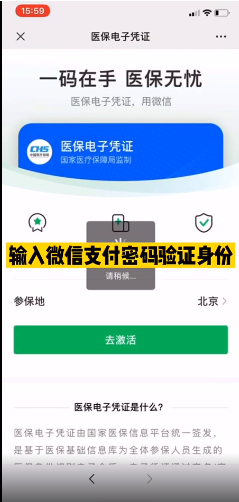 15:59
医保电子凭证
一码在手 医保无忧
医保电子凭证，用微信
CHS
医保电子凭证
国家医疗保障局监制
输入微信支付密码验证身份
请稍候...
参保地
北京
去激活
医保电子凭证是什么?
医保电子凭证由国家医保信息平台统一签发，
是基于医保基础信息库为全体参保人员生成的